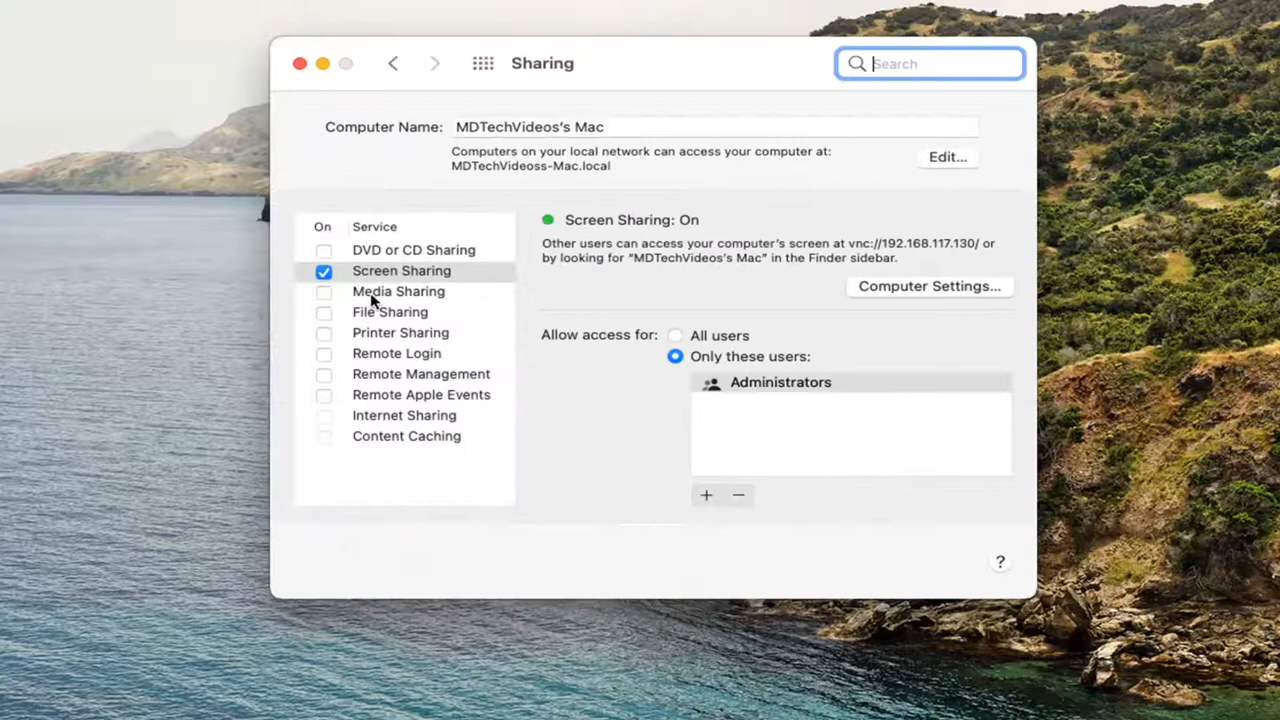 Sharing
Search
Computer Name: MDTechVideos's Mac
Computers on your local network can access your computer at:
MDTechVideoss-Mac.local
Edit...
On Service
DVD or CD Sharing
Screen Sharing
Media Sharing
File Sharing
Printer Sharing
Remote Login
Remote Management
Remote Apple Events
Internet Sharing
Content Caching
Screen Sharing: On
Other users can access your computer's screen at vnc://192.168.117.130/ or
by looking for “MDTechVideos's Mac” in the Finder sidebar.
Computer Settings...
Allow access for: All users
Only these users:
Administrators
+ −
?